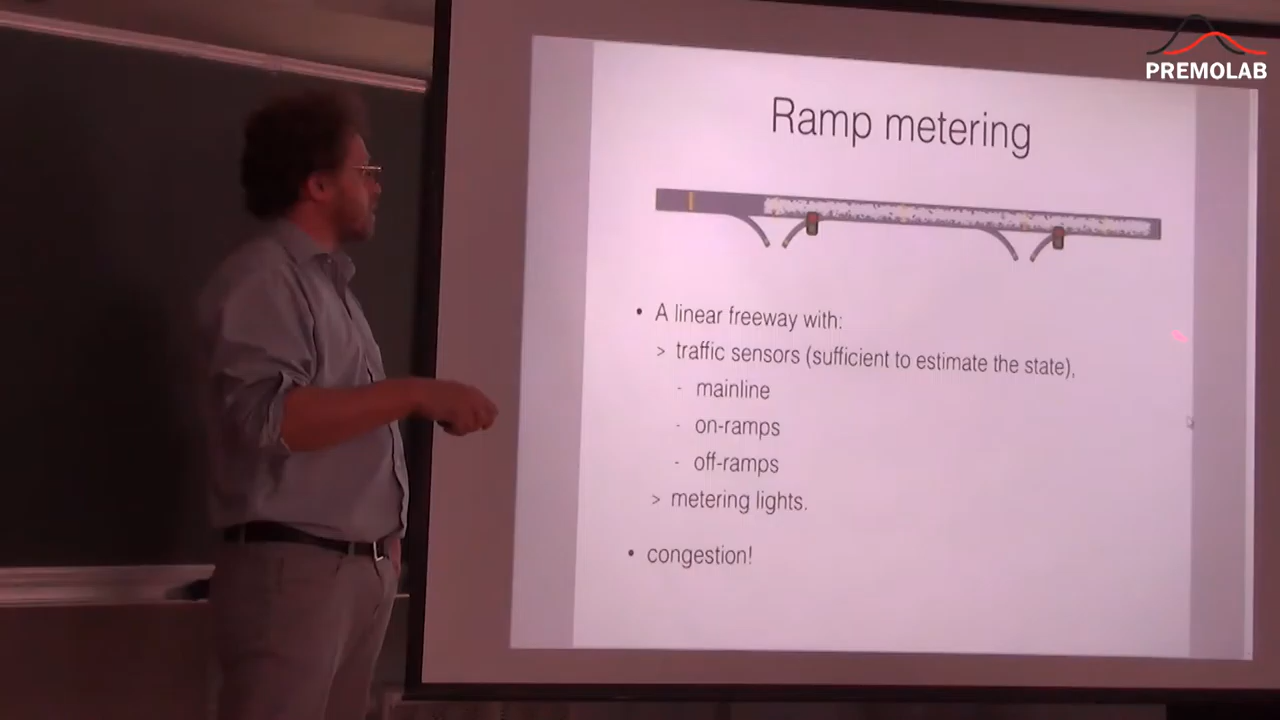 PREMOLAB
Ramp metering
• A linear freeway with:
> traffic sensors (sufficient to estimate the state),
- mainline
- on-ramps
- off-ramps
> metering lights.
• congestion!